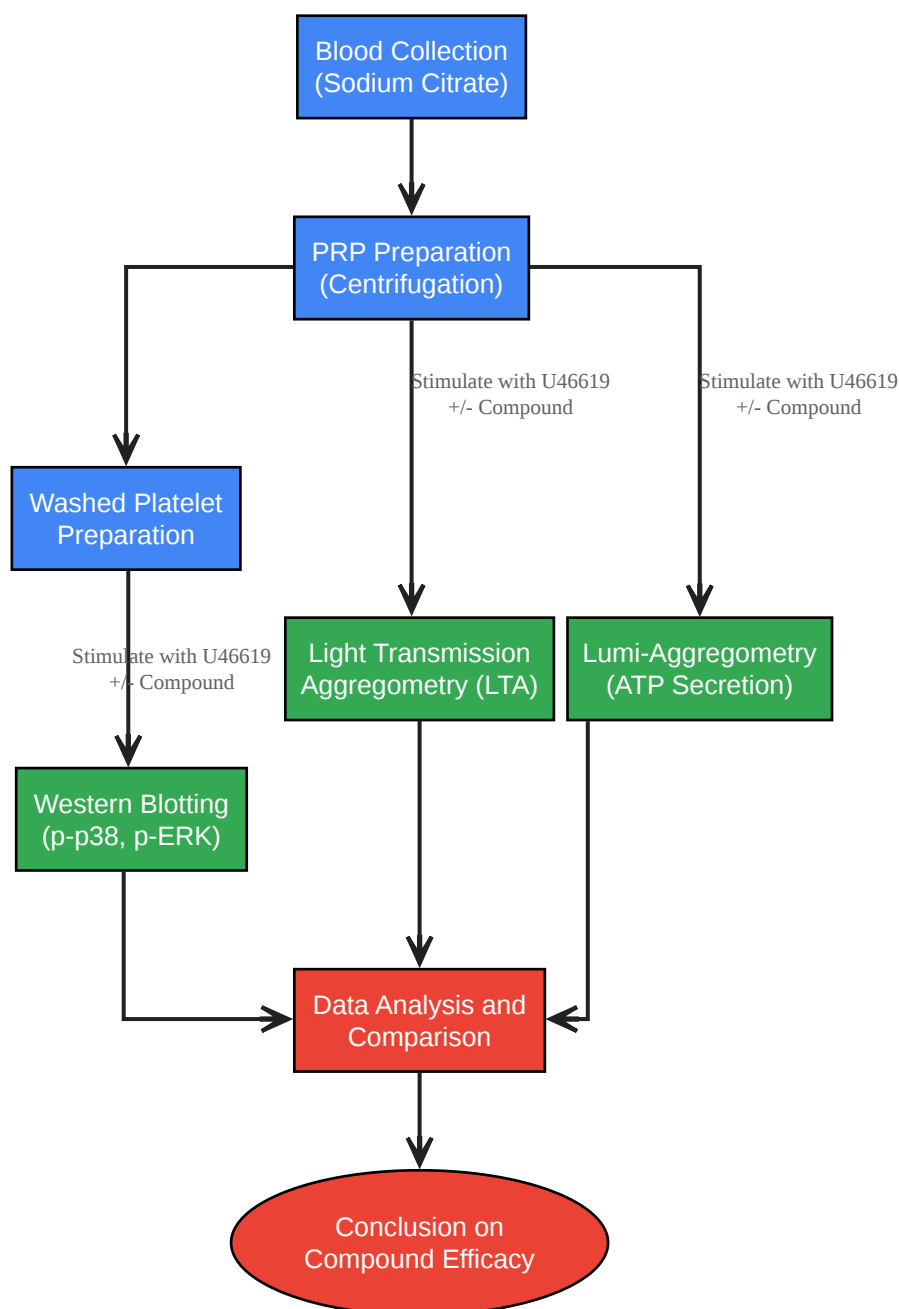 Blood Collection
(Sodium Citrate)
PRP Preparation
(Centrifugation)
Stimulate with U46619
+/- Compound
Stimulate with U46619
+/- Compound
Washed Platelet
Preparation
Stimulate with U46619
+/- Compound
Light Transmission
Aggregometry (LTA)
Lumi-Aggregometry
(ATP Secretion)
Western Blotting
(p-p38, p-ERK)
Data Analysis and
Comparison
Conclusion on
Compound Efficacy